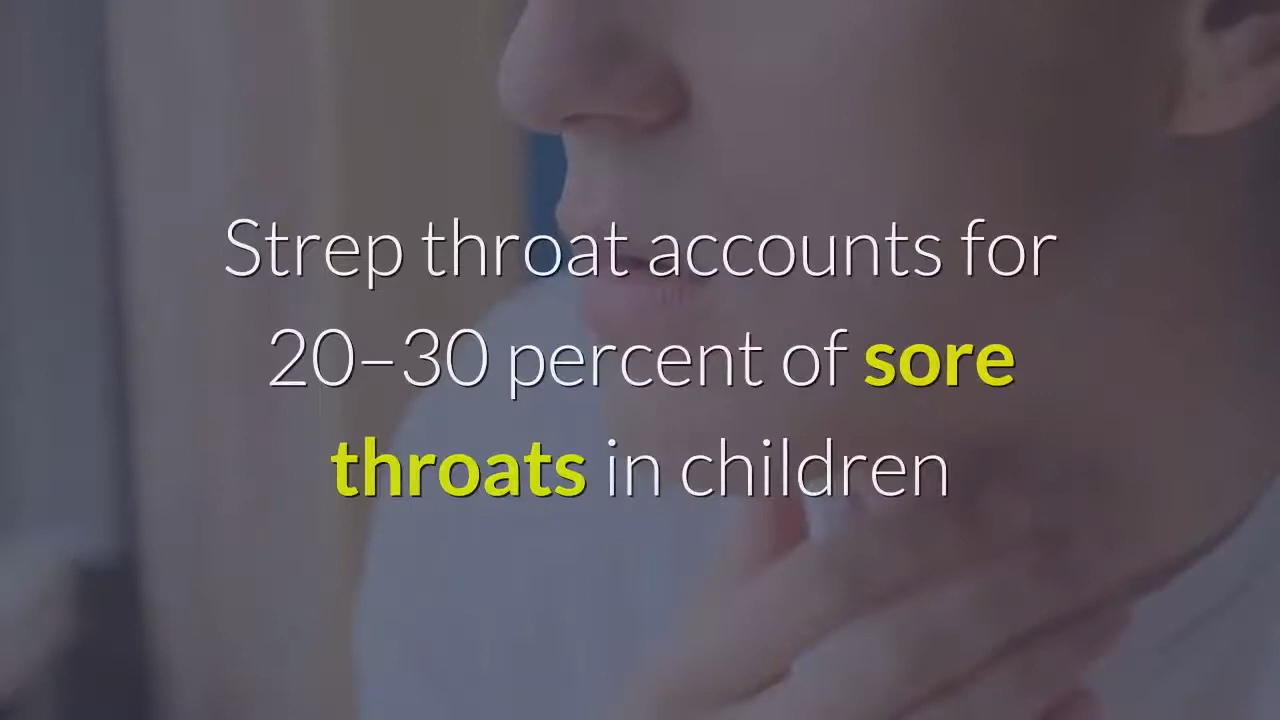 Strep throat accounts for
20–30 percent of sore
throats in children